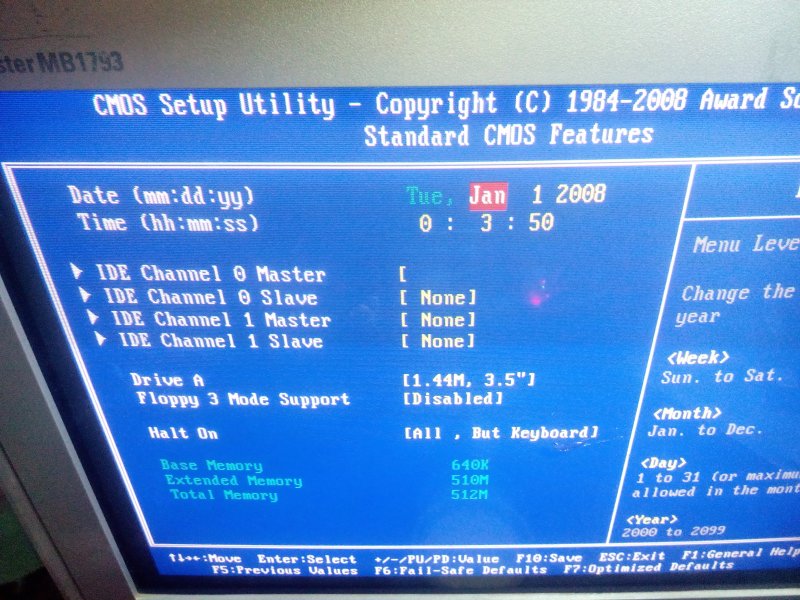 sterMB1793
CMOS Setup Utility - Copyright (C) 1984-2008 Award
Standard CMOS Features
Date (mm:dd:yy) Tue, Jan 1 2008
Time (hh:mm:ss) 0 : 3 : 50
IDE Channel 0 Master [
IDE Channel 0 Slave [ None]
IDE Channel 1 Master [ None]
IDE Channel 1 Slave [ None]
Drive A [1.44M, 3.5"]
Floppy 3 Mode Support [Disabled]
Halt On [All , But Keyboard]
Base Memory 640K
Extended Memory 510M
Total Memory 512M
Menu Leve
Change the
year
<Week>
Sun. to Sat.
<Month>
Jan. to Dec.
<Day>
1 to 31 (or maximu
allowed in the mont
<Year>
2000 to 2099
↑↓→←:Move Enter:Select +/-/PU/PD:Value F10:Save ESC:Exit F1:General Help
F5:Previous Values F6:Fail-Safe Defaults F7:Optimized Defaults